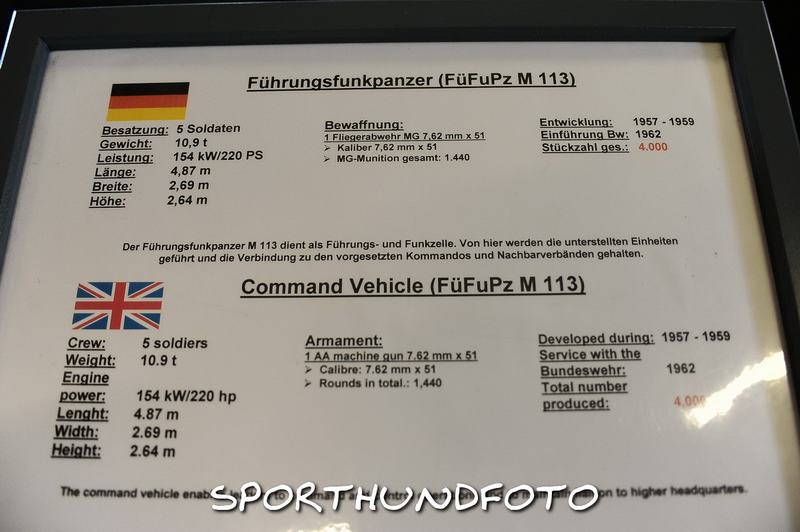 Führungsfunkpanzer (FüFuPz M 113)
Besatzung: 5 Soldaten
Gewicht: 10,9 t
Leistung: 154 kW/220 PS
Länge: 4,87 m
Breite: 2,69 m
Höhe: 2,64 m
Bewaffnung:
1 Fliegerabwehr MG 7,62 mm x 51
➢ Kaliber 7,62 mm x 51
➢ MG-Munition gesamt: 1.440
Entwicklung: 1957 - 1959
Einführung Bw: 1962
Stückzahl ges.: 4.000
Der Führungsfunkpanzer M 113 dient als Führungs- und Funkzelle. Von hier werden die unterstellten Einheiten
geführt und die Verbindung zu den vorgesetzten Kommandos und Nachbarverbänden gehalten.
Command Vehicle (FüFuPz M 113)
Crew: 5 soldiers
Weight: 10.9 t
Engine
power: 154 kW/220 hp
Lenght: 4.87 m
Width: 2.69 m
Height: 2.64 m
Armament:
1 AA machine gun 7.62 mm x 51
➢ Calibre: 7.62 mm x 51
➢ Rounds in total.: 1,440
Developed during: 1957 - 1959
Service with the
Bundeswehr: 1962
Total number
produced: 4,000
The command vehicle to higher headquarters.
SPORTHUNDFOTO